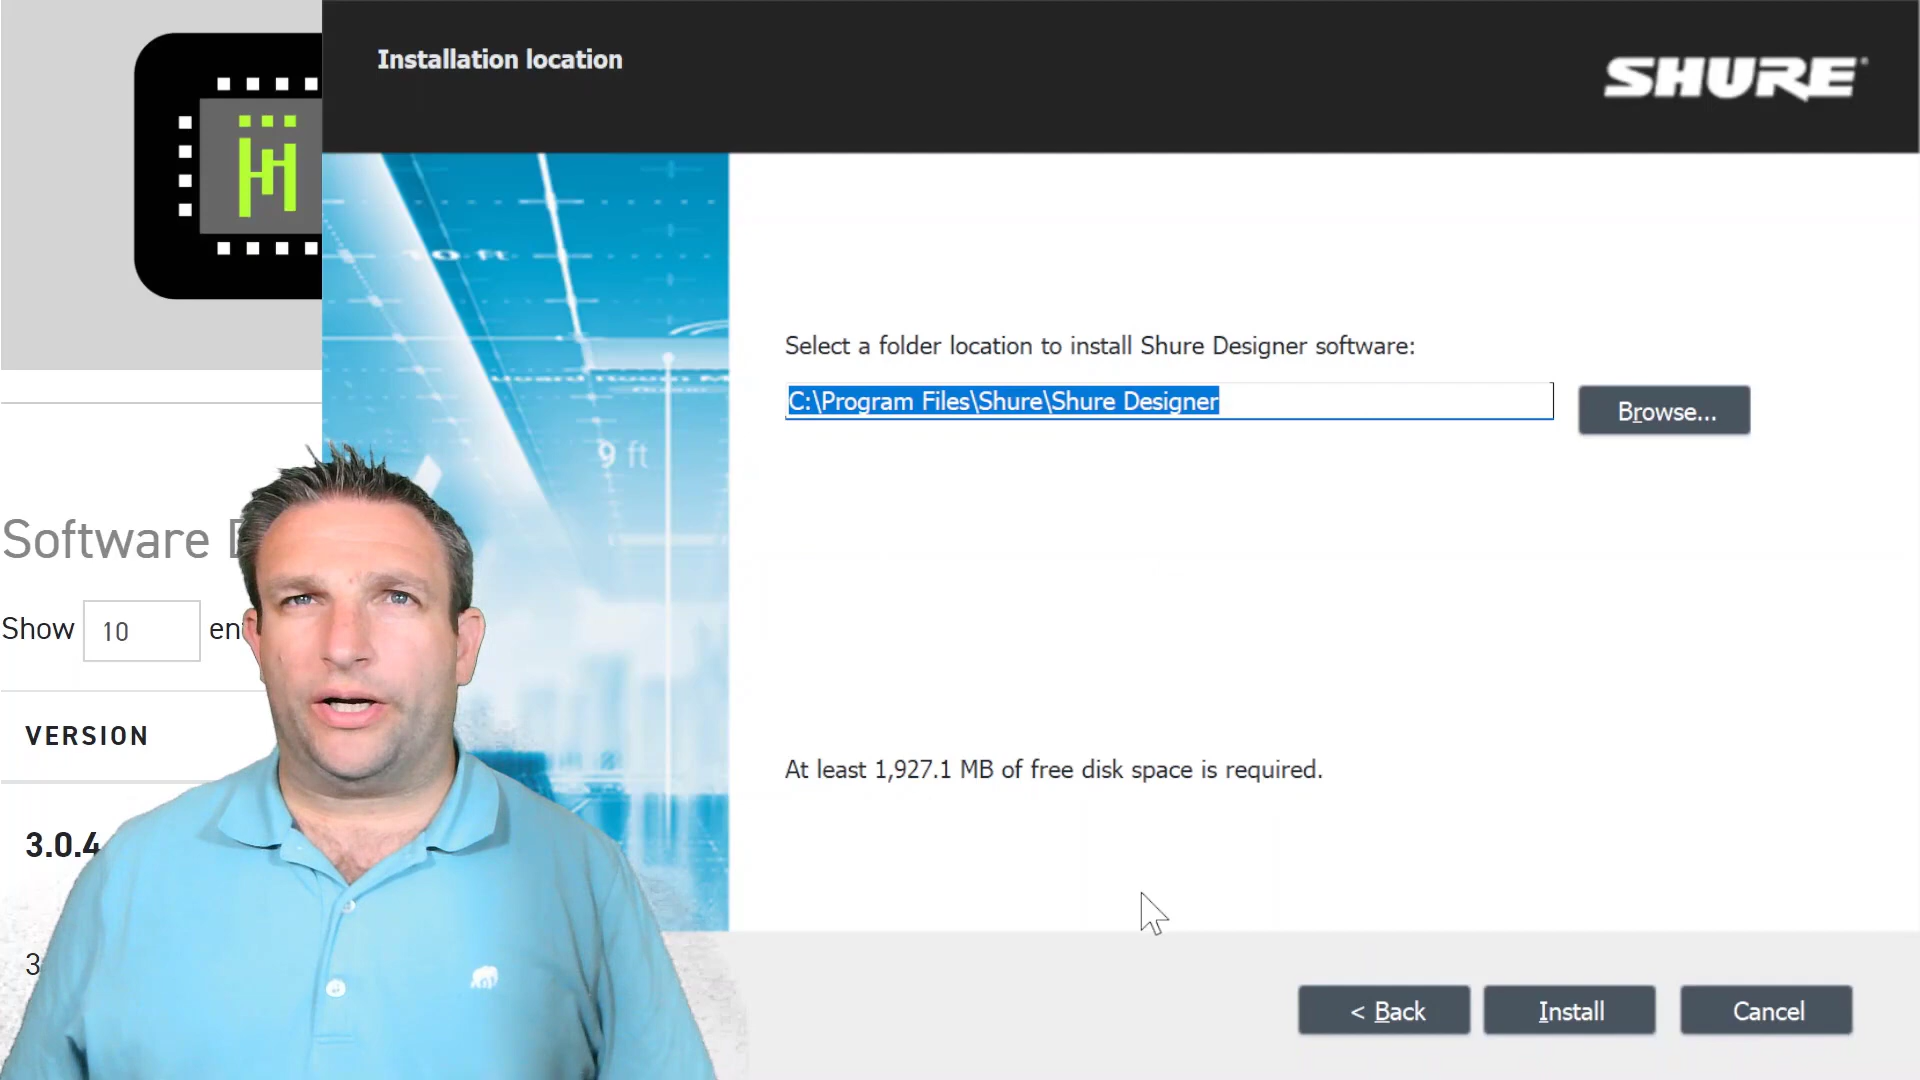 Installation location
SHURE
10 ft
9 ft
Select a folder location to install Shure Designer software:
C:\Program Files\Shure\Shure Designer
Browse...
Software
Show 10 en
VERSION
At least 1,927.1 MB of free disk space is required.
3.0.4
3
< Back
Install
Cancel